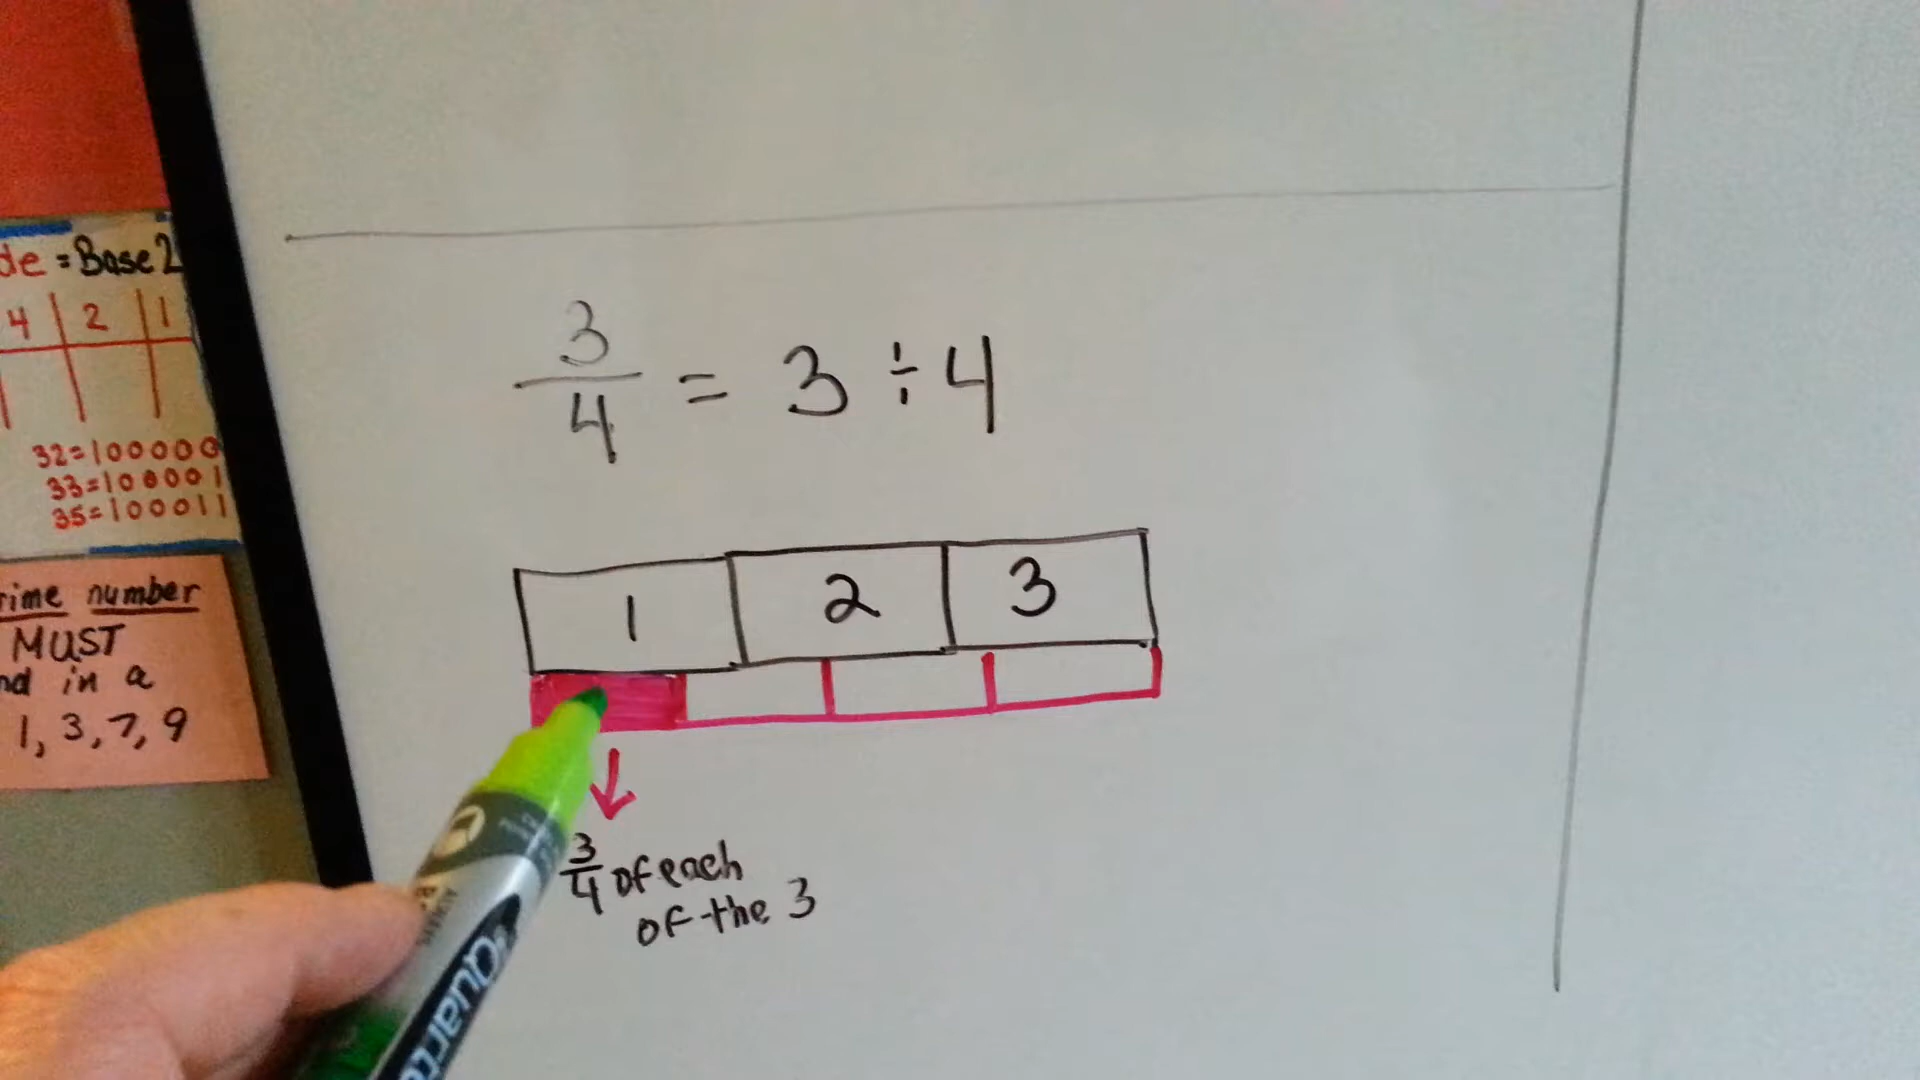 de = Base 2
4 2 1
32=100000
33=100001
35=100011
rime number
MUST
nd in a
1, 3, 7, 9
3/4 = 3 ÷ 4
1 2 3
3/4 of each
of the 3
Quart